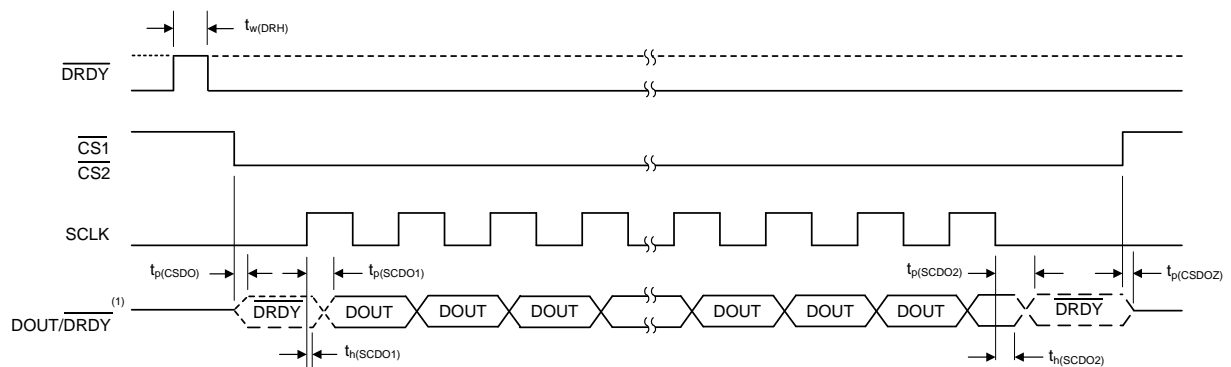 tw(DRH)
DRDY
CS1
CS2
SCLK
tp(CSDO)
tp(SCDO1)
tp(SCDO2)
tp(CSDOZ)
DOUT/DRDY(1)
DRDY DOUT DOUT DOUT DOUT DOUT DOUT DRDY
th(SCDO1)
th(SCDO2)